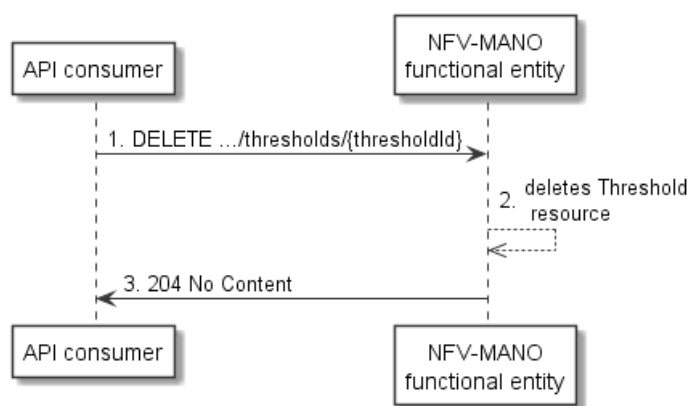 API consumer
NFV-MANO
functional entity
1. DELETE .../thresholds/{thresholdId}
2. deletes Threshold
resource
3. 204 No Content
API consumer
NFV-MANO
functional entity